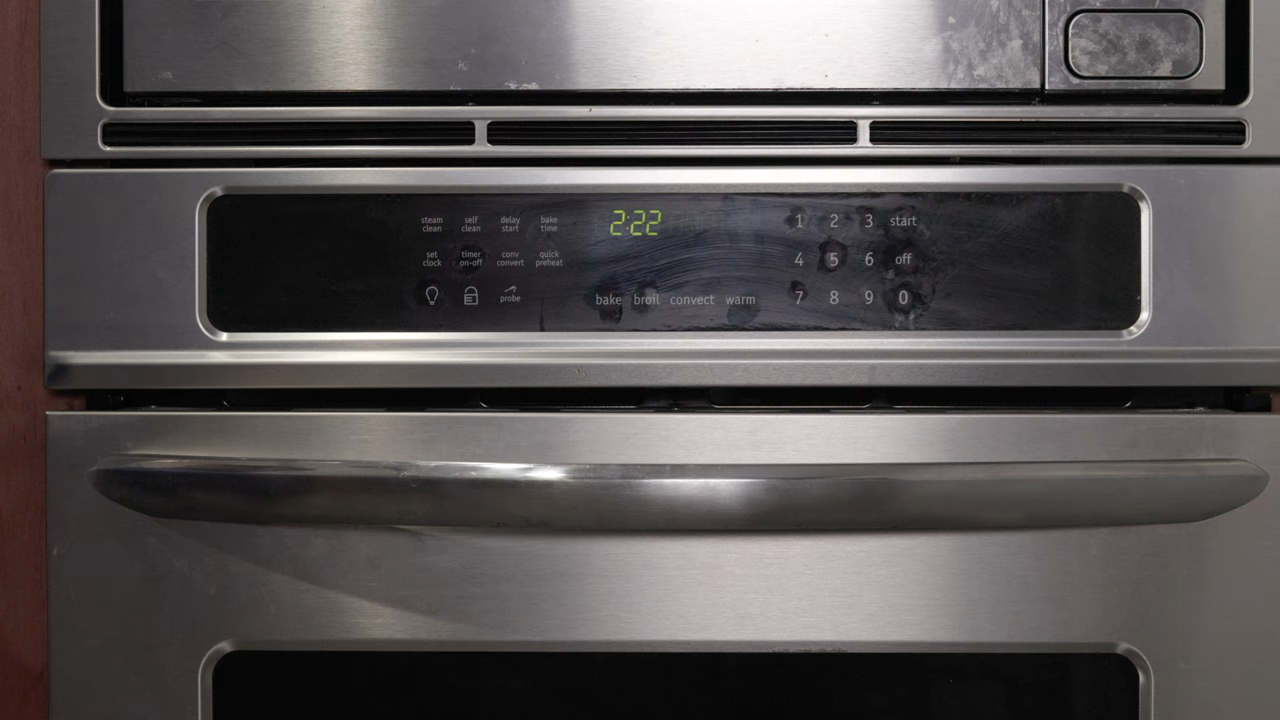 steam clean
self clean
delay start
bake time
2:22
1 2 3 start
set clock
timer on-off
conv convert
quick preheat
4 5 6 off
probe
bake broil convect warm
7 8 9 0